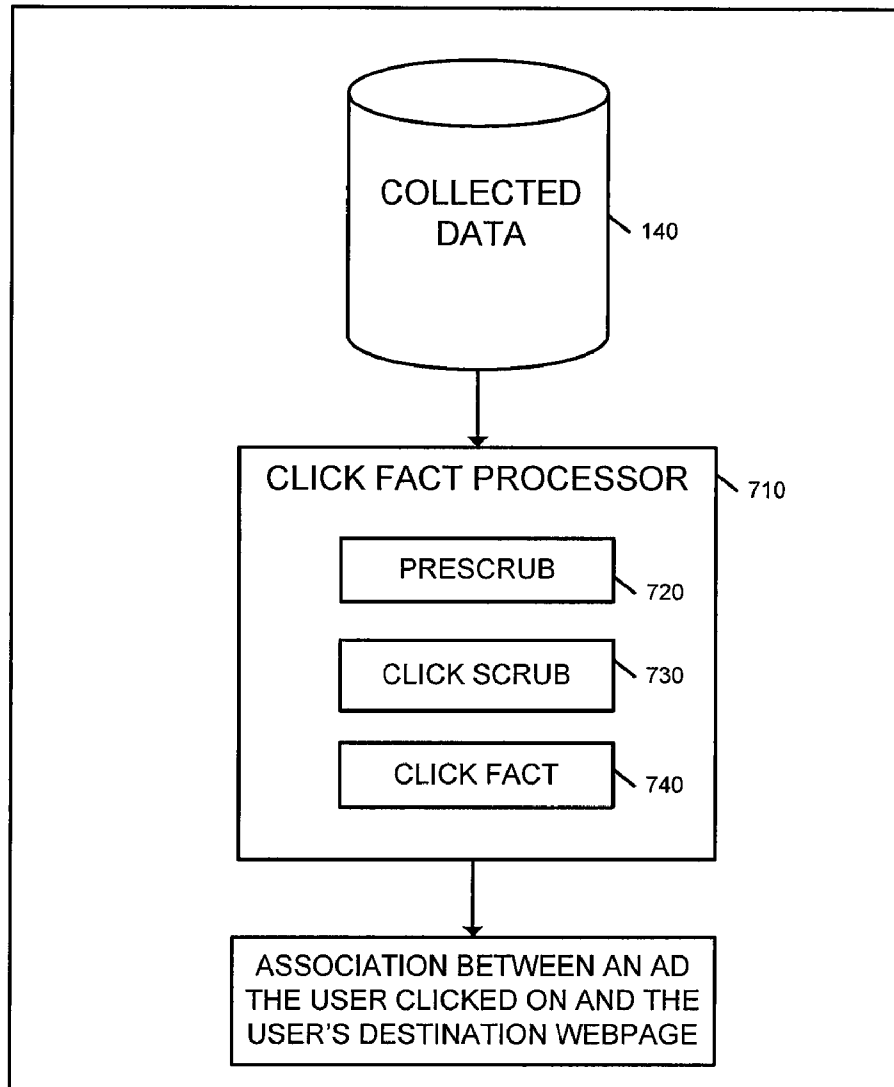 COLLECTED
DATA
140
CLICK FACT PROCESSOR
710
PRESCRUB
720
CLICK SCRUB
730
CLICK FACT
740
ASSOCIATION BETWEEN AN AD
THE USER CLICKED ON AND THE
USER'S DESTINATION WEBPAGE